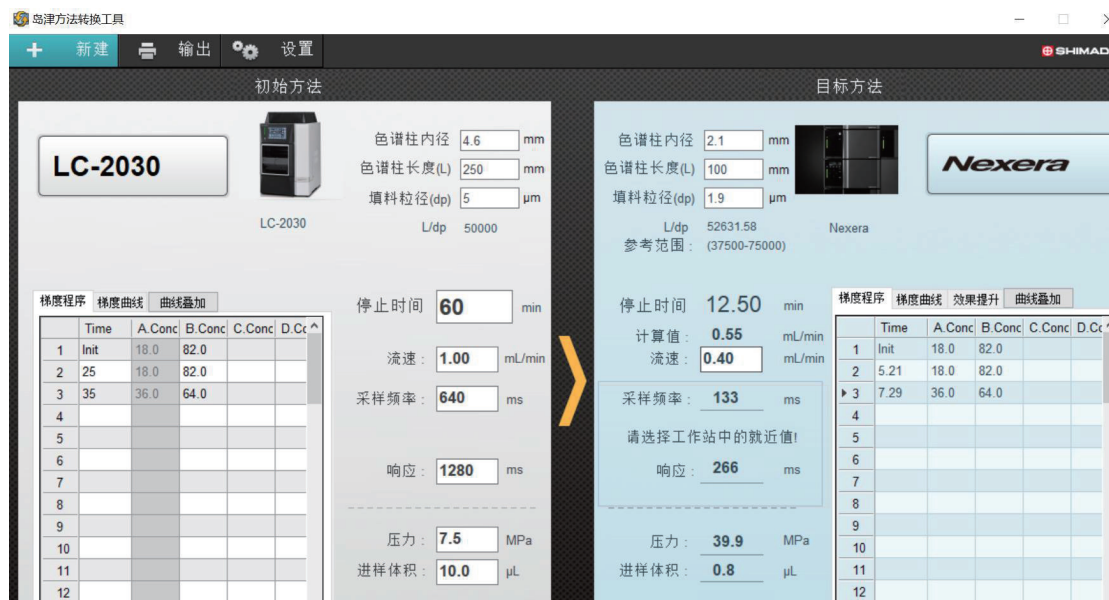 岛津方法转换工具
新建 输出 设置
SHIMAD
初始方法
LC-2030
LC-2030
色谱柱内径 4.6 mm
色谱柱长度(L) 250 mm
填料粒径(dp) 5 μm
L/dp 50000
梯度程序 梯度曲线 曲线叠加
Time A.Conc B.Conc C.Conc D.Cc
1 Init 18.0 82.0
2 25 18.0 82.0
3 35 36.0 64.0
4
5
6
7
8
9
10
11
12
停止时间 60 min
流速： 1.00 mL/min
采样频率： 640 ms
响应： 1280 ms
压力： 7.5 MPa
进样体积： 10.0 μL
目标方法
色谱柱内径 2.1 mm
色谱柱长度(L) 100 mm
填料粒径(dp) 1.9 μm
L/dp 52631.58
参考范围： (37500-75000)
Nexera
Nexera
停止时间 12.50 min
计算值： 0.55 mL/min
流速： 0.40 mL/min
采样频率： 133 ms
请选择工作站中的就近值!
响应： 266 ms
压力： 39.9 MPa
进样体积： 0.8 μL
梯度程序 梯度曲线 效果提升 曲线叠加
Time A.Conc B.Conc C.Conc D.Cc
1 Init 18.0 82.0
2 5.21 18.0 82.0
3 7.29 36.0 64.0
4
5
6
7
8
9
10
11
12